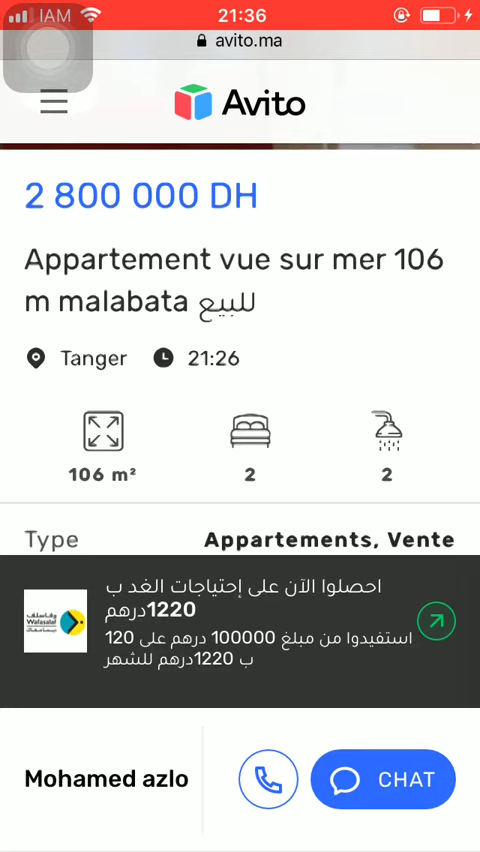 IAM 21:36
avito.ma
Avito
2 800 000 DH
Appartement vue sur mer 106
m malabata للبيع
Tanger 21:26
106 m² 2 2
Type Appartements, Vente
احصلوا الآن على إحتياجات الغد ب
1220درهم
استفيدوا من مبلغ 100000 درهم على 120
ب 1220درهم للشهر
وفاسلف
Wafasalaf
Mohamed azlo CHAT